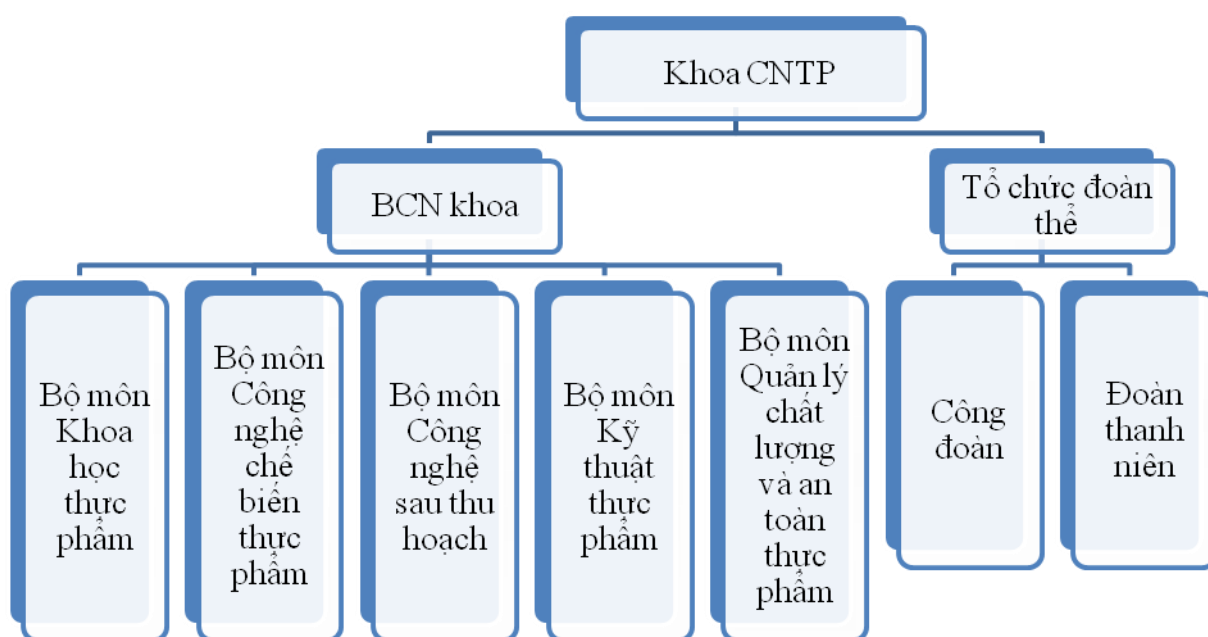 Khoa CNTP
BCN khoa
Tổ chức đoàn
thể
Bộ môn
Khoa
học
thực
phẩm
Bộ môn
Công
nghệ
chế
biến
thực
phẩm
Bộ môn
Công
nghệ
sau thu
hoạch
Bộ môn
Kỹ
thuật
thực
phẩm
Bộ môn
Quản lý
chất
lượng
và an
toàn
thực
phẩm
Công
đoàn
Đoàn
thanh
niên